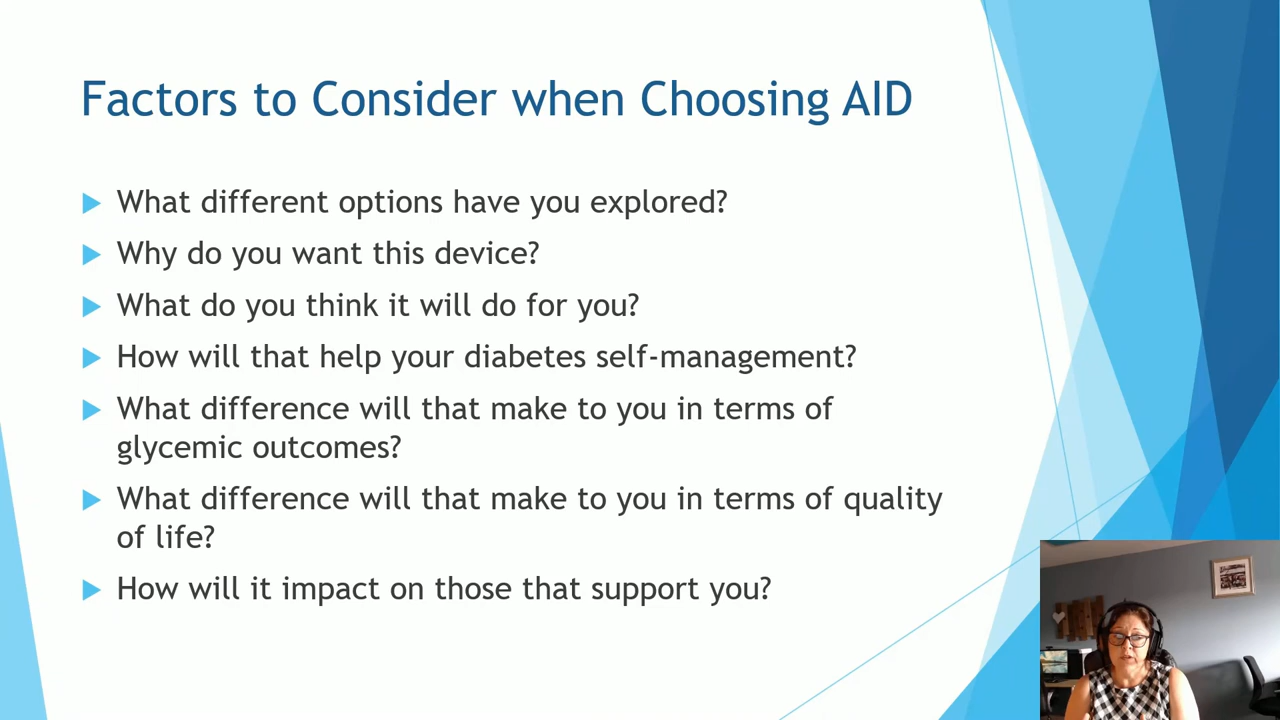 Factors to Consider when Choosing AID
What different options have you explored?
Why do you want this device?
What do you think it will do for you?
How will that help your diabetes self-management?
What difference will that make to you in terms of
glycemic outcomes?
What difference will that make to you in terms of quality
of life?
How will it impact on those that support you?